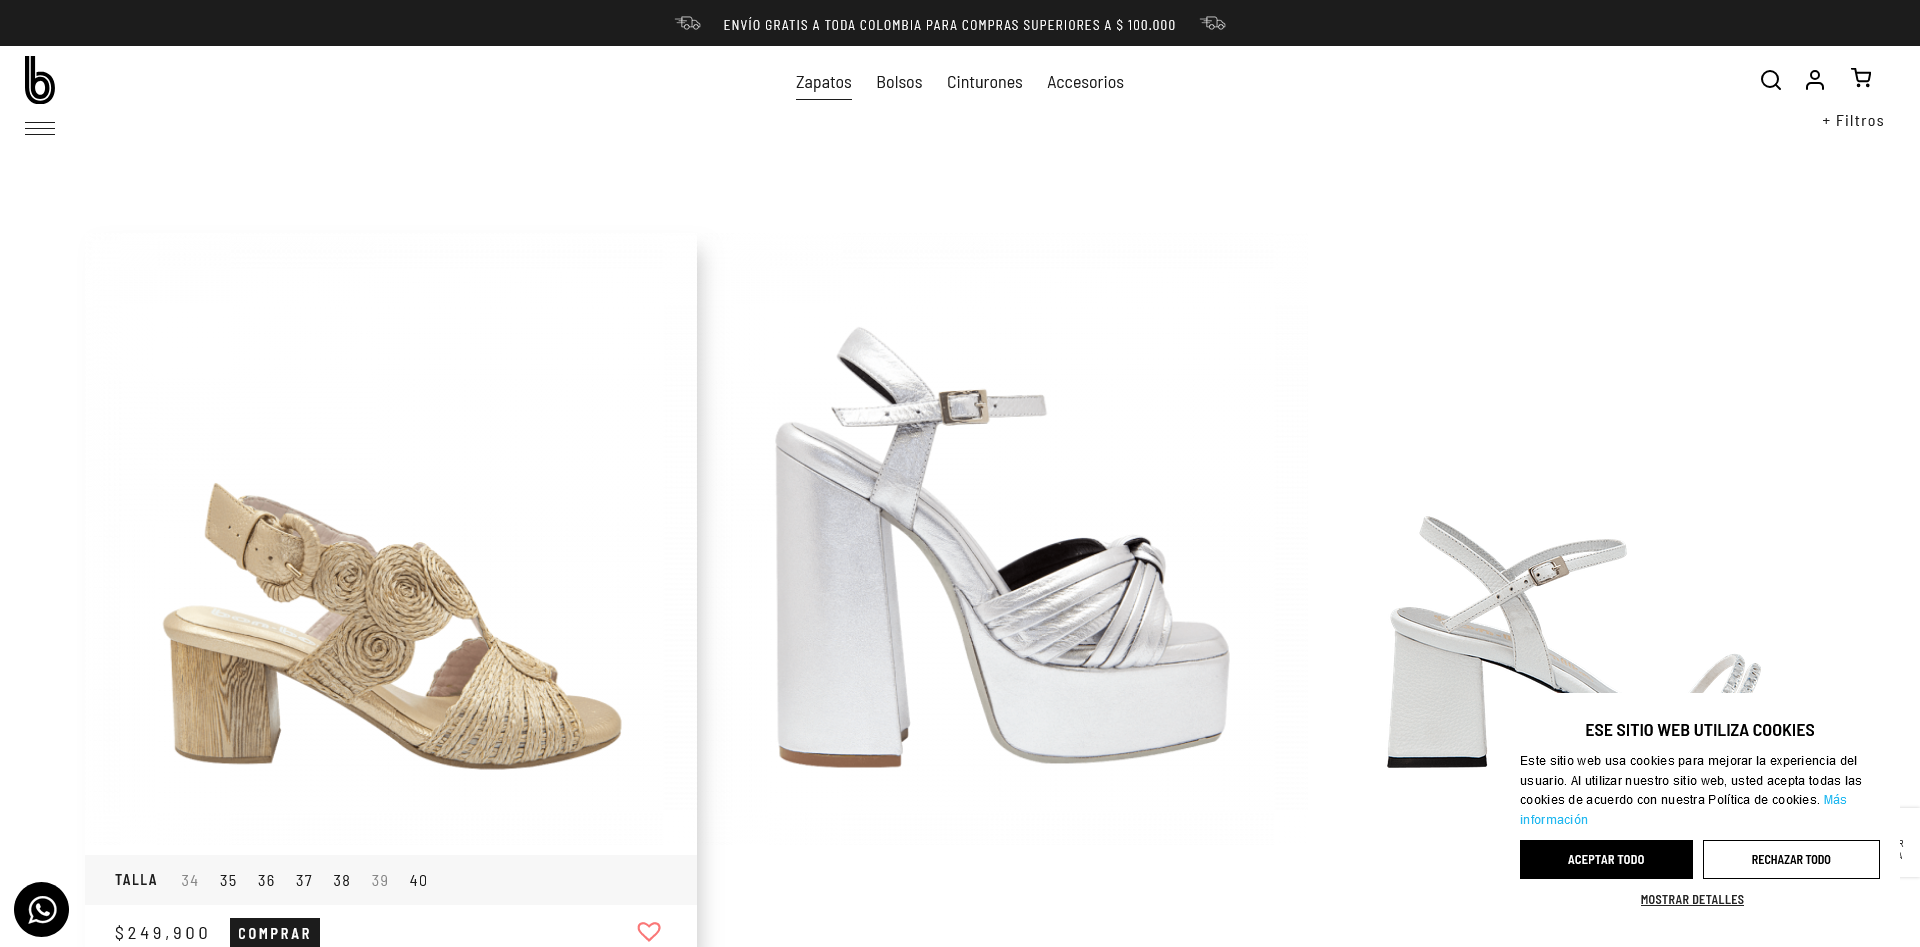 ENVÍO GRATIS A TODA COLOMBIA PARA COMPRAS SUPERIORES A $ 100.000
b
Zapatos Bolsos Cinturones Accesorios
+ Filtros
ESE SITIO WEB UTILIZA COOKIES
Este sitio web usa cookies para mejorar la experiencia del
usuario. Al utilizar nuestro sitio web, usted acepta todas las
cookies de acuerdo con nuestra Política de cookies. Más
información
ACEPTAR TODO RECHAZAR TODO
MOSTRAR DETALLES
TALLA 34 35 36 37 38 39 40
$249,900 COMPRAR